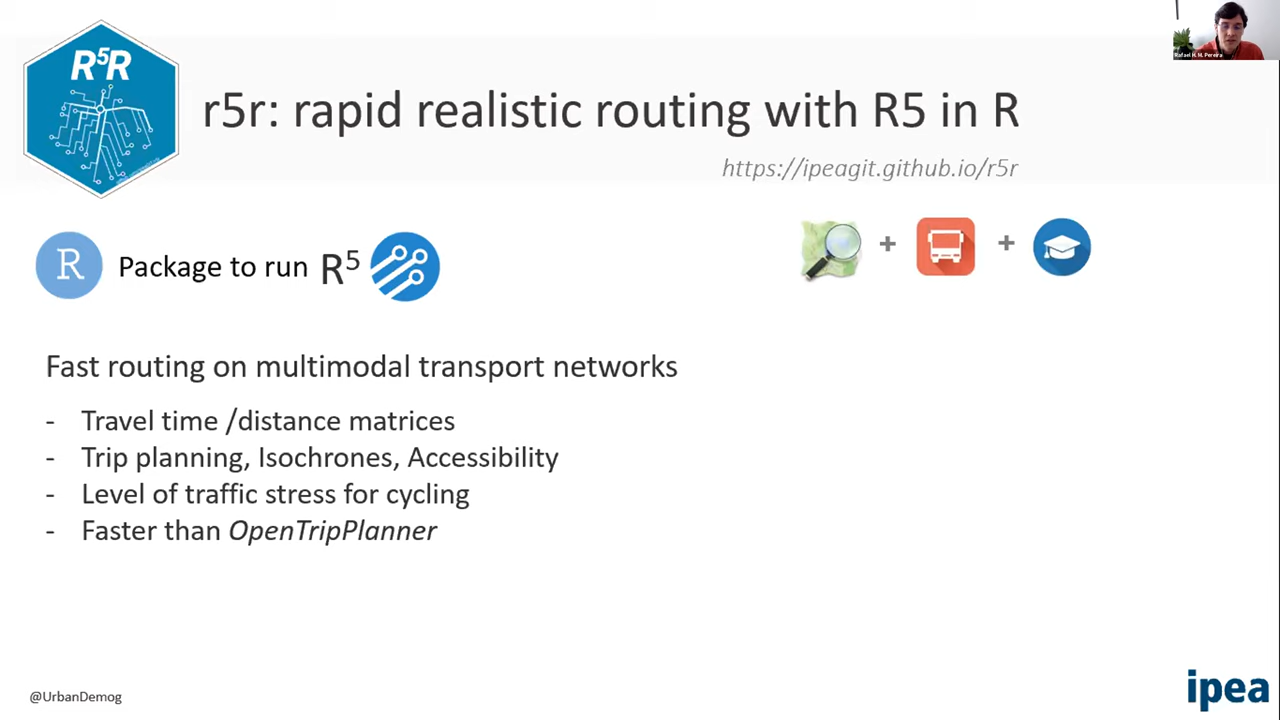 R5R
Rafael H. M. Pereira
r5r: rapid realistic routing with R5 in R
https://ipeagit.github.io/r5r
R Package to run R5
+ +
Fast routing on multimodal transport networks
- Travel time /distance matrices
- Trip planning, Isochrones, Accessibility
- Level of traffic stress for cycling
- Faster than OpenTripPlanner
@UrbanDemog
ipea